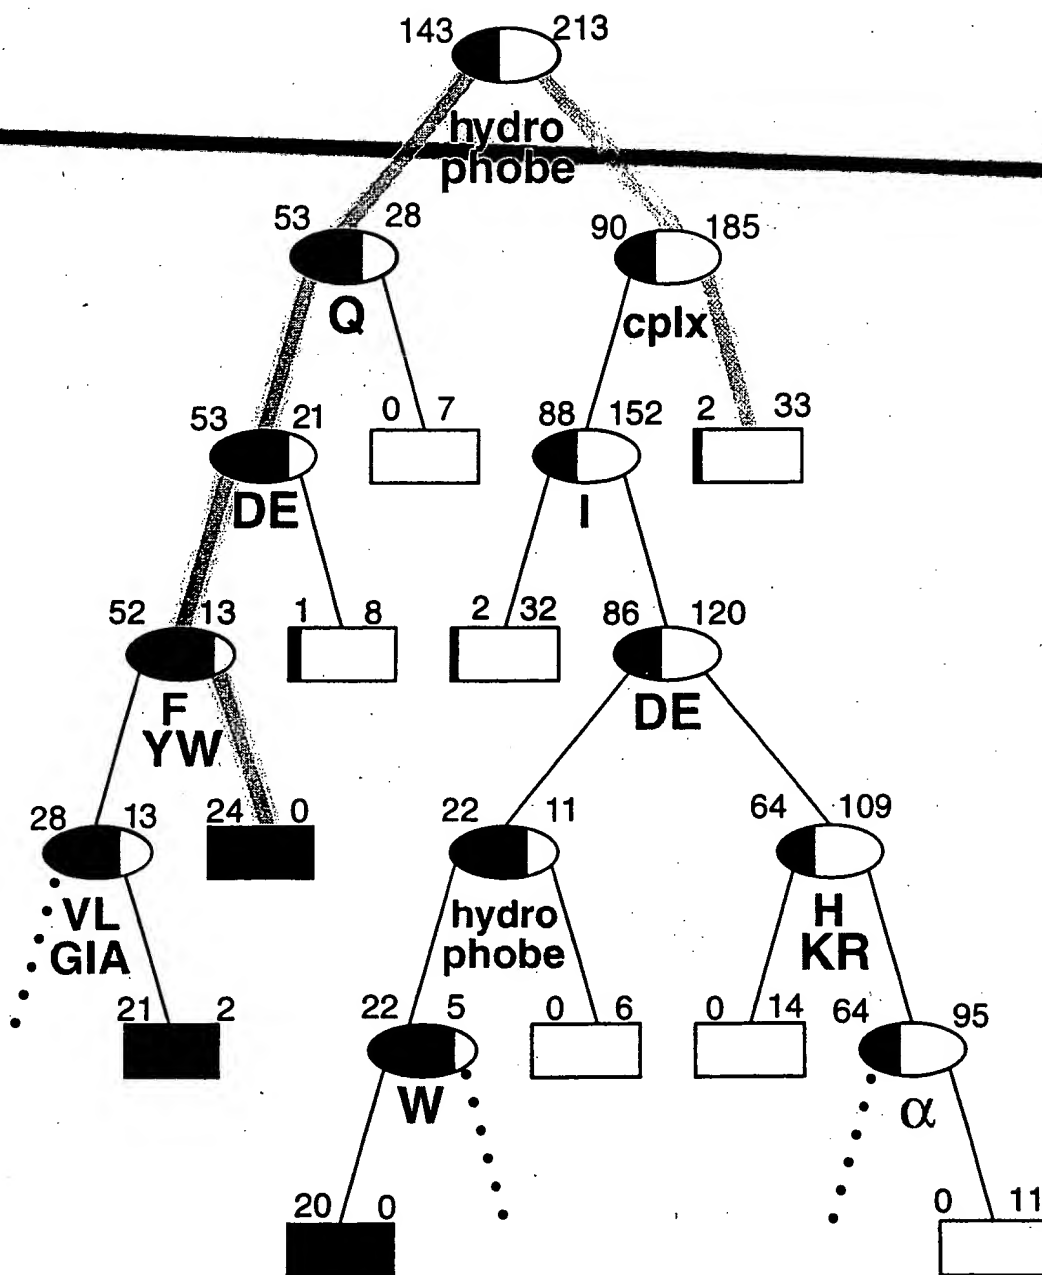 143 213
hydro
phobe
53 28
90 185
Q
cplx
53 21
0 7
88 152
2 33
DE
I
52 13
1 8
2 32
86 120
F
YW
DE
28 13
24 0
22 11
64 109
VL
GIA
hydro
phobe
H
KR
21 2
22 5
0 6
0 14
64 95
W
α
20 0
0 11